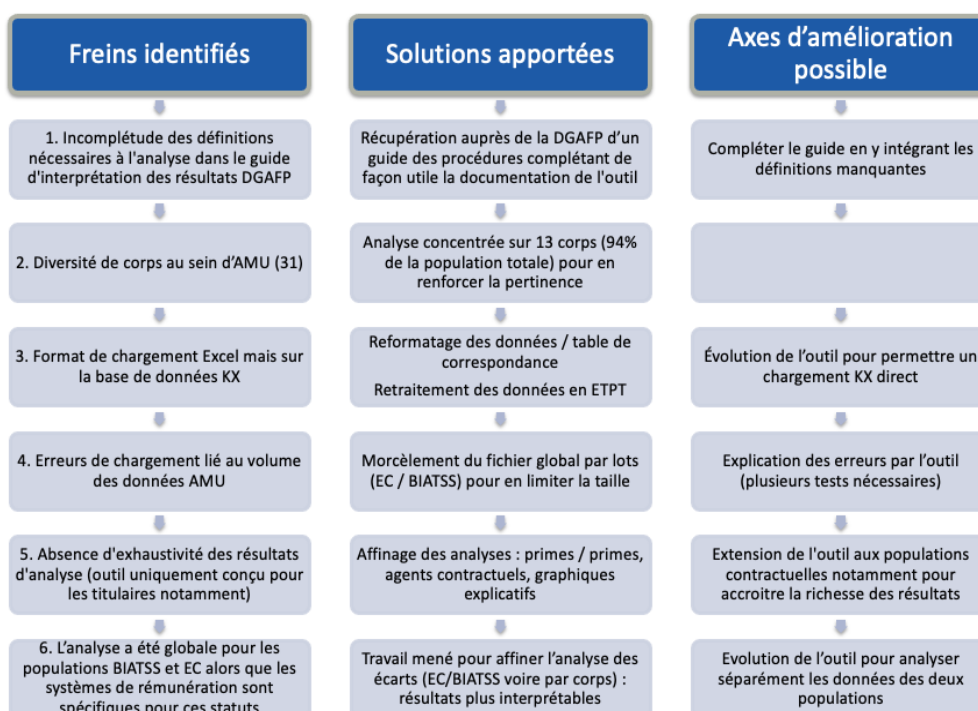 Freins identifiés
Solutions apportées
Axes d'amélioration
possible
1. Incomplétude des définitions
nécessaires à l'analyse dans le guide
d'interprétation des résultats DGAFP
Récupération auprès de la DGAFP d'un
guide des procédures complétant de
façon utile la documentation de l'outil
Compléter le guide en y intégrant les
définitions manquantes
2. Diversité de corps au sein d'AMU (31)
Analyse concentrée sur 13 corps (94%
de la population totale) pour en
renforcer la pertinence
3. Format de chargement Excel mais sur
la base de données KX
Reformatage des données / table de
correspondance
Retraitement des données en ETPT
Évolution de l'outil pour permettre un
chargement KX direct
4. Erreurs de chargement lié au volume
des données AMU
Morcèlement du fichier global par lots
(EC / BIATSS) pour en limiter la taille
Explication des erreurs par l'outil
(plusieurs tests nécessaires)
5. Absence d'exhaustivité des résultats
d'analyse (outil uniquement conçu pour
les titulaires notamment)
Affinage des analyses : primes / primes,
agents contractuels, graphiques
explicatifs
Extension de l'outil aux populations
contractuelles notamment pour
accroitre la richesse des résultats
6. L'analyse a été globale pour les
populations BIATSS et EC alors que les
systèmes de rémunération sont
spécifiques pour ces statuts
Travail mené pour affiner l'analyse des
écarts (EC/BIATSS voire par corps) :
résultats plus interprétables
Evolution de l'outil pour analyser
séparément les données des deux
populations